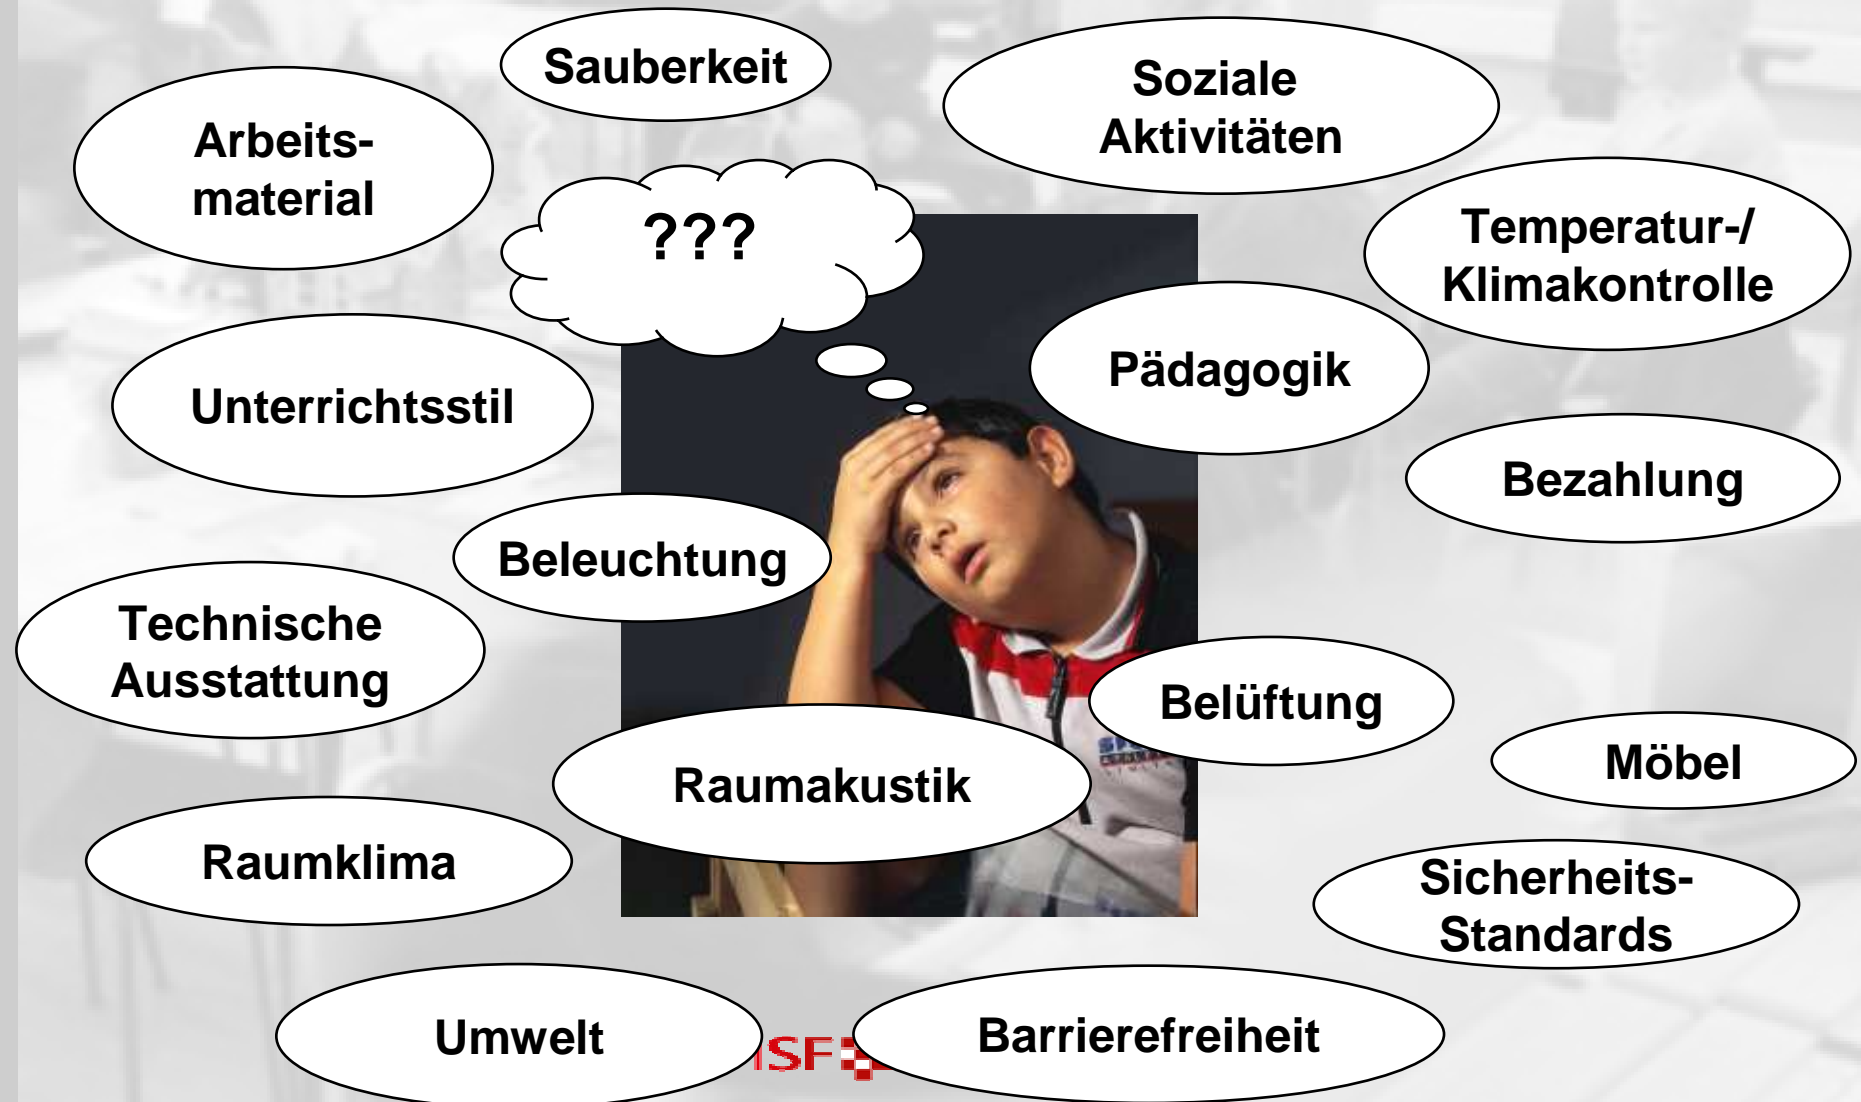 Sauberkeit
Soziale
Aktivitäten
Arbeits-
material
???
Temperatur-/
Klimakontrolle
Pädagogik
Unterrichtsstil
Bezahlung
Beleuchtung
Technische
Ausstattung
Belüftung
Möbel
Raumakustik
Raumklima
Sicherheits-
Standards
Umwelt
Barrierefreiheit